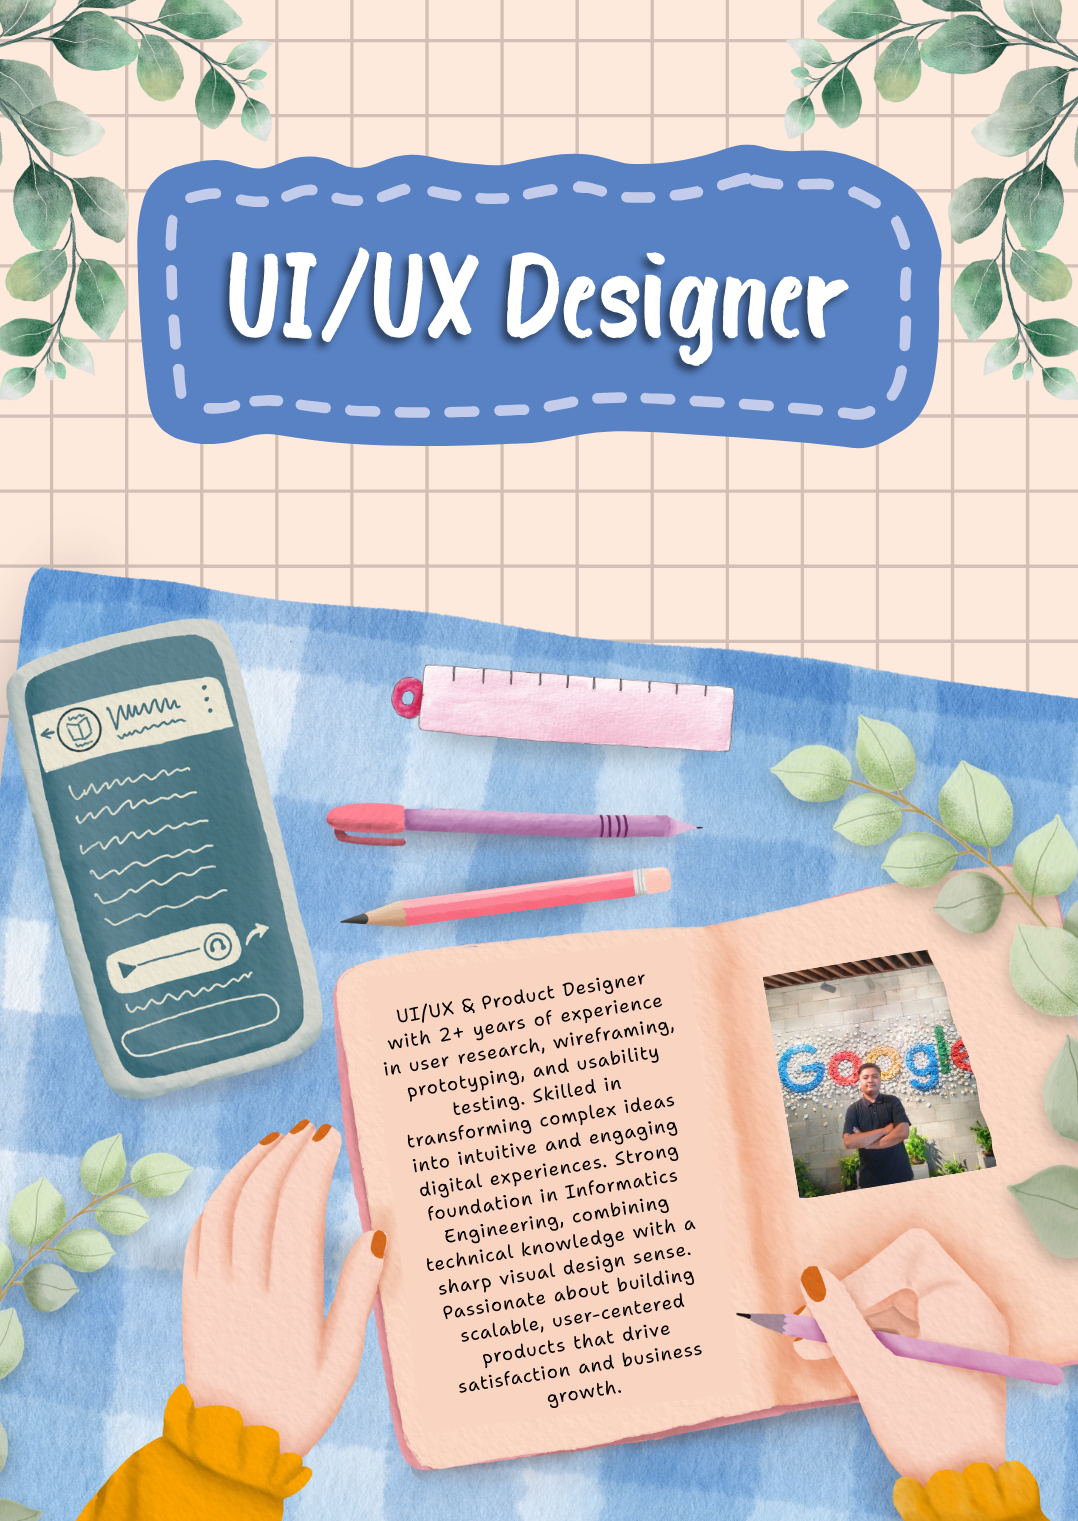 UI/UX Designer
UI/UX & Product Designer
with 2+ years of experience
in user research, wireframing,
prototyping, and usability
testing. Skilled in
transforming complex ideas
into intuitive and engaging
digital experiences. Strong
foundation in Informatics
Engineering, combining
technical knowledge with a
sharp visual design sense.
Passionate about building
scalable, user-centered
products that drive
satisfaction and business
growth.
Google